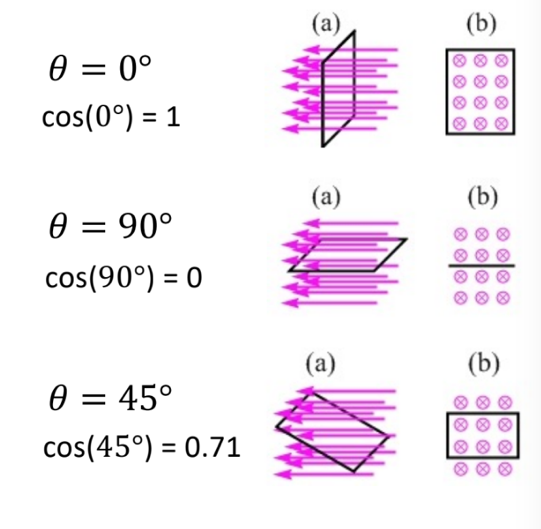 (a) (b)
θ = 0°
cos(0°) = 1
(a) (b)
θ = 90°
cos(90°) = 0
(a) (b)
θ = 45°
cos(45°) = 0.71